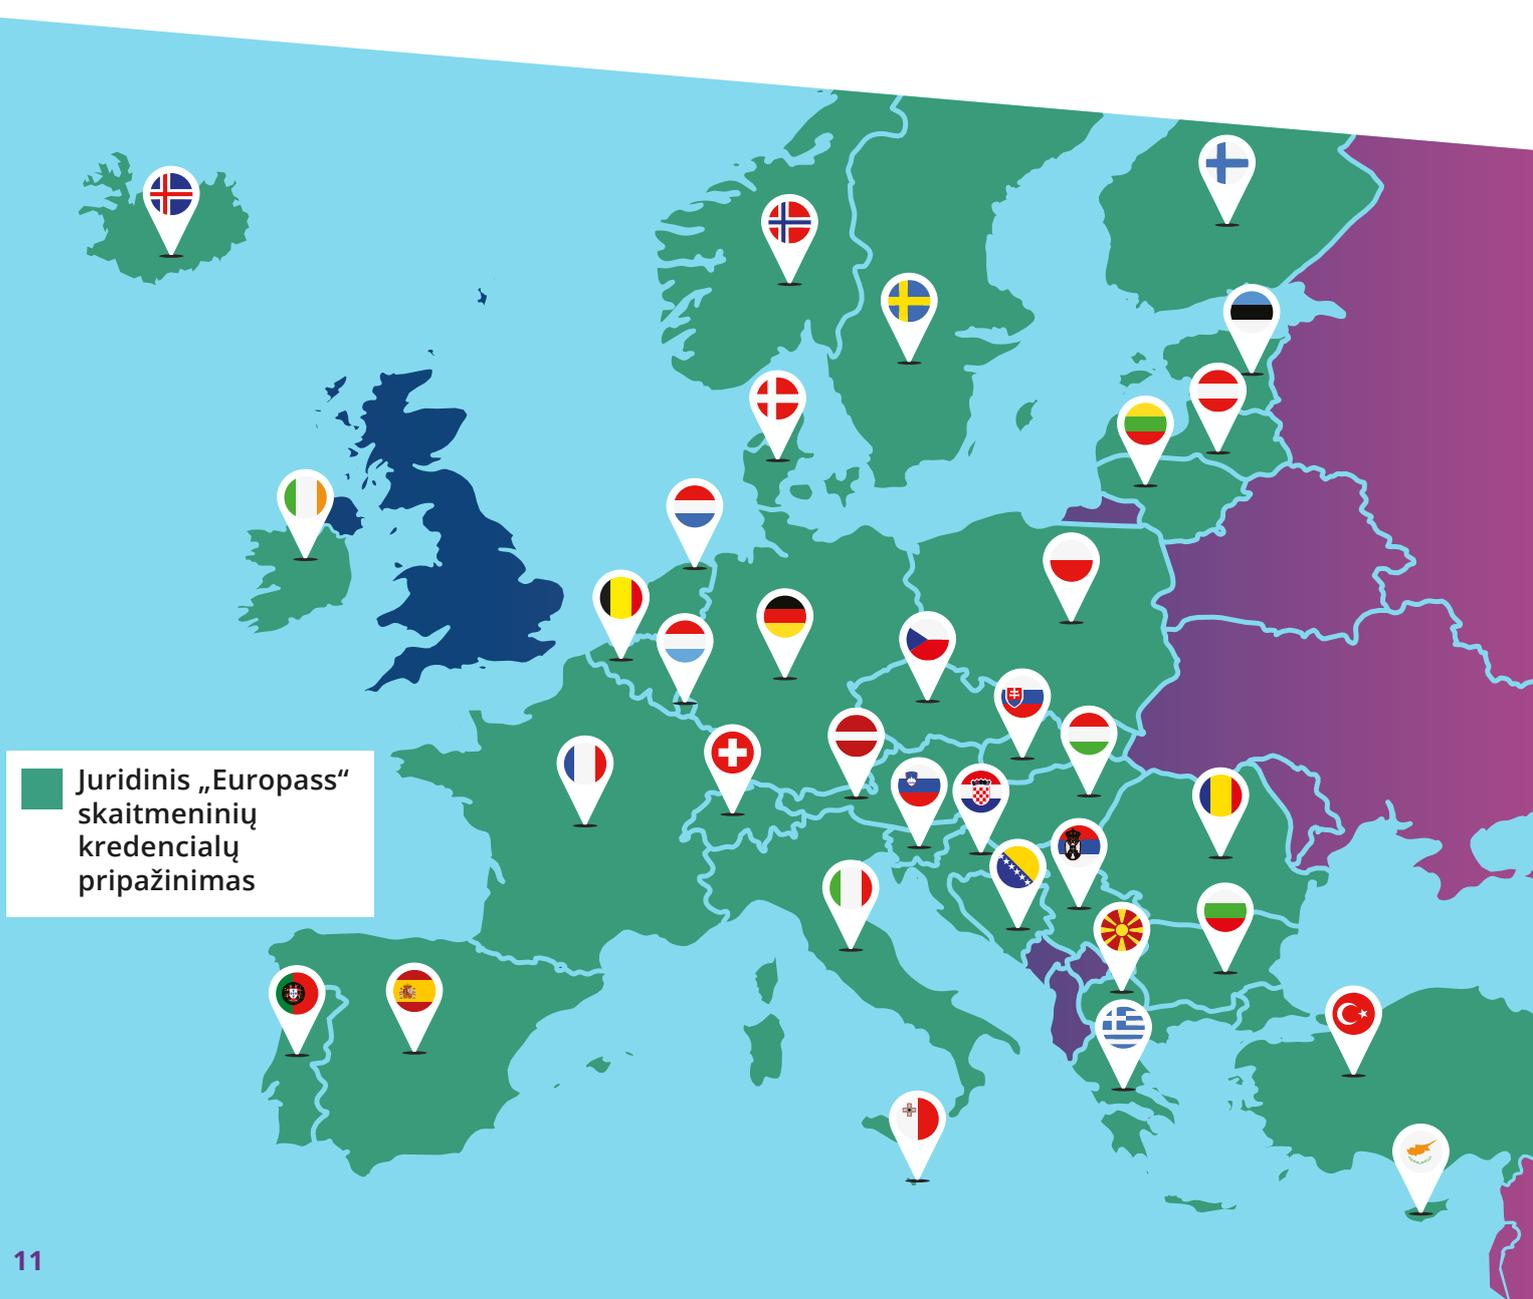 Juridinis „Europass“
skaitmeninių
kredencialų
pripažinimas
11